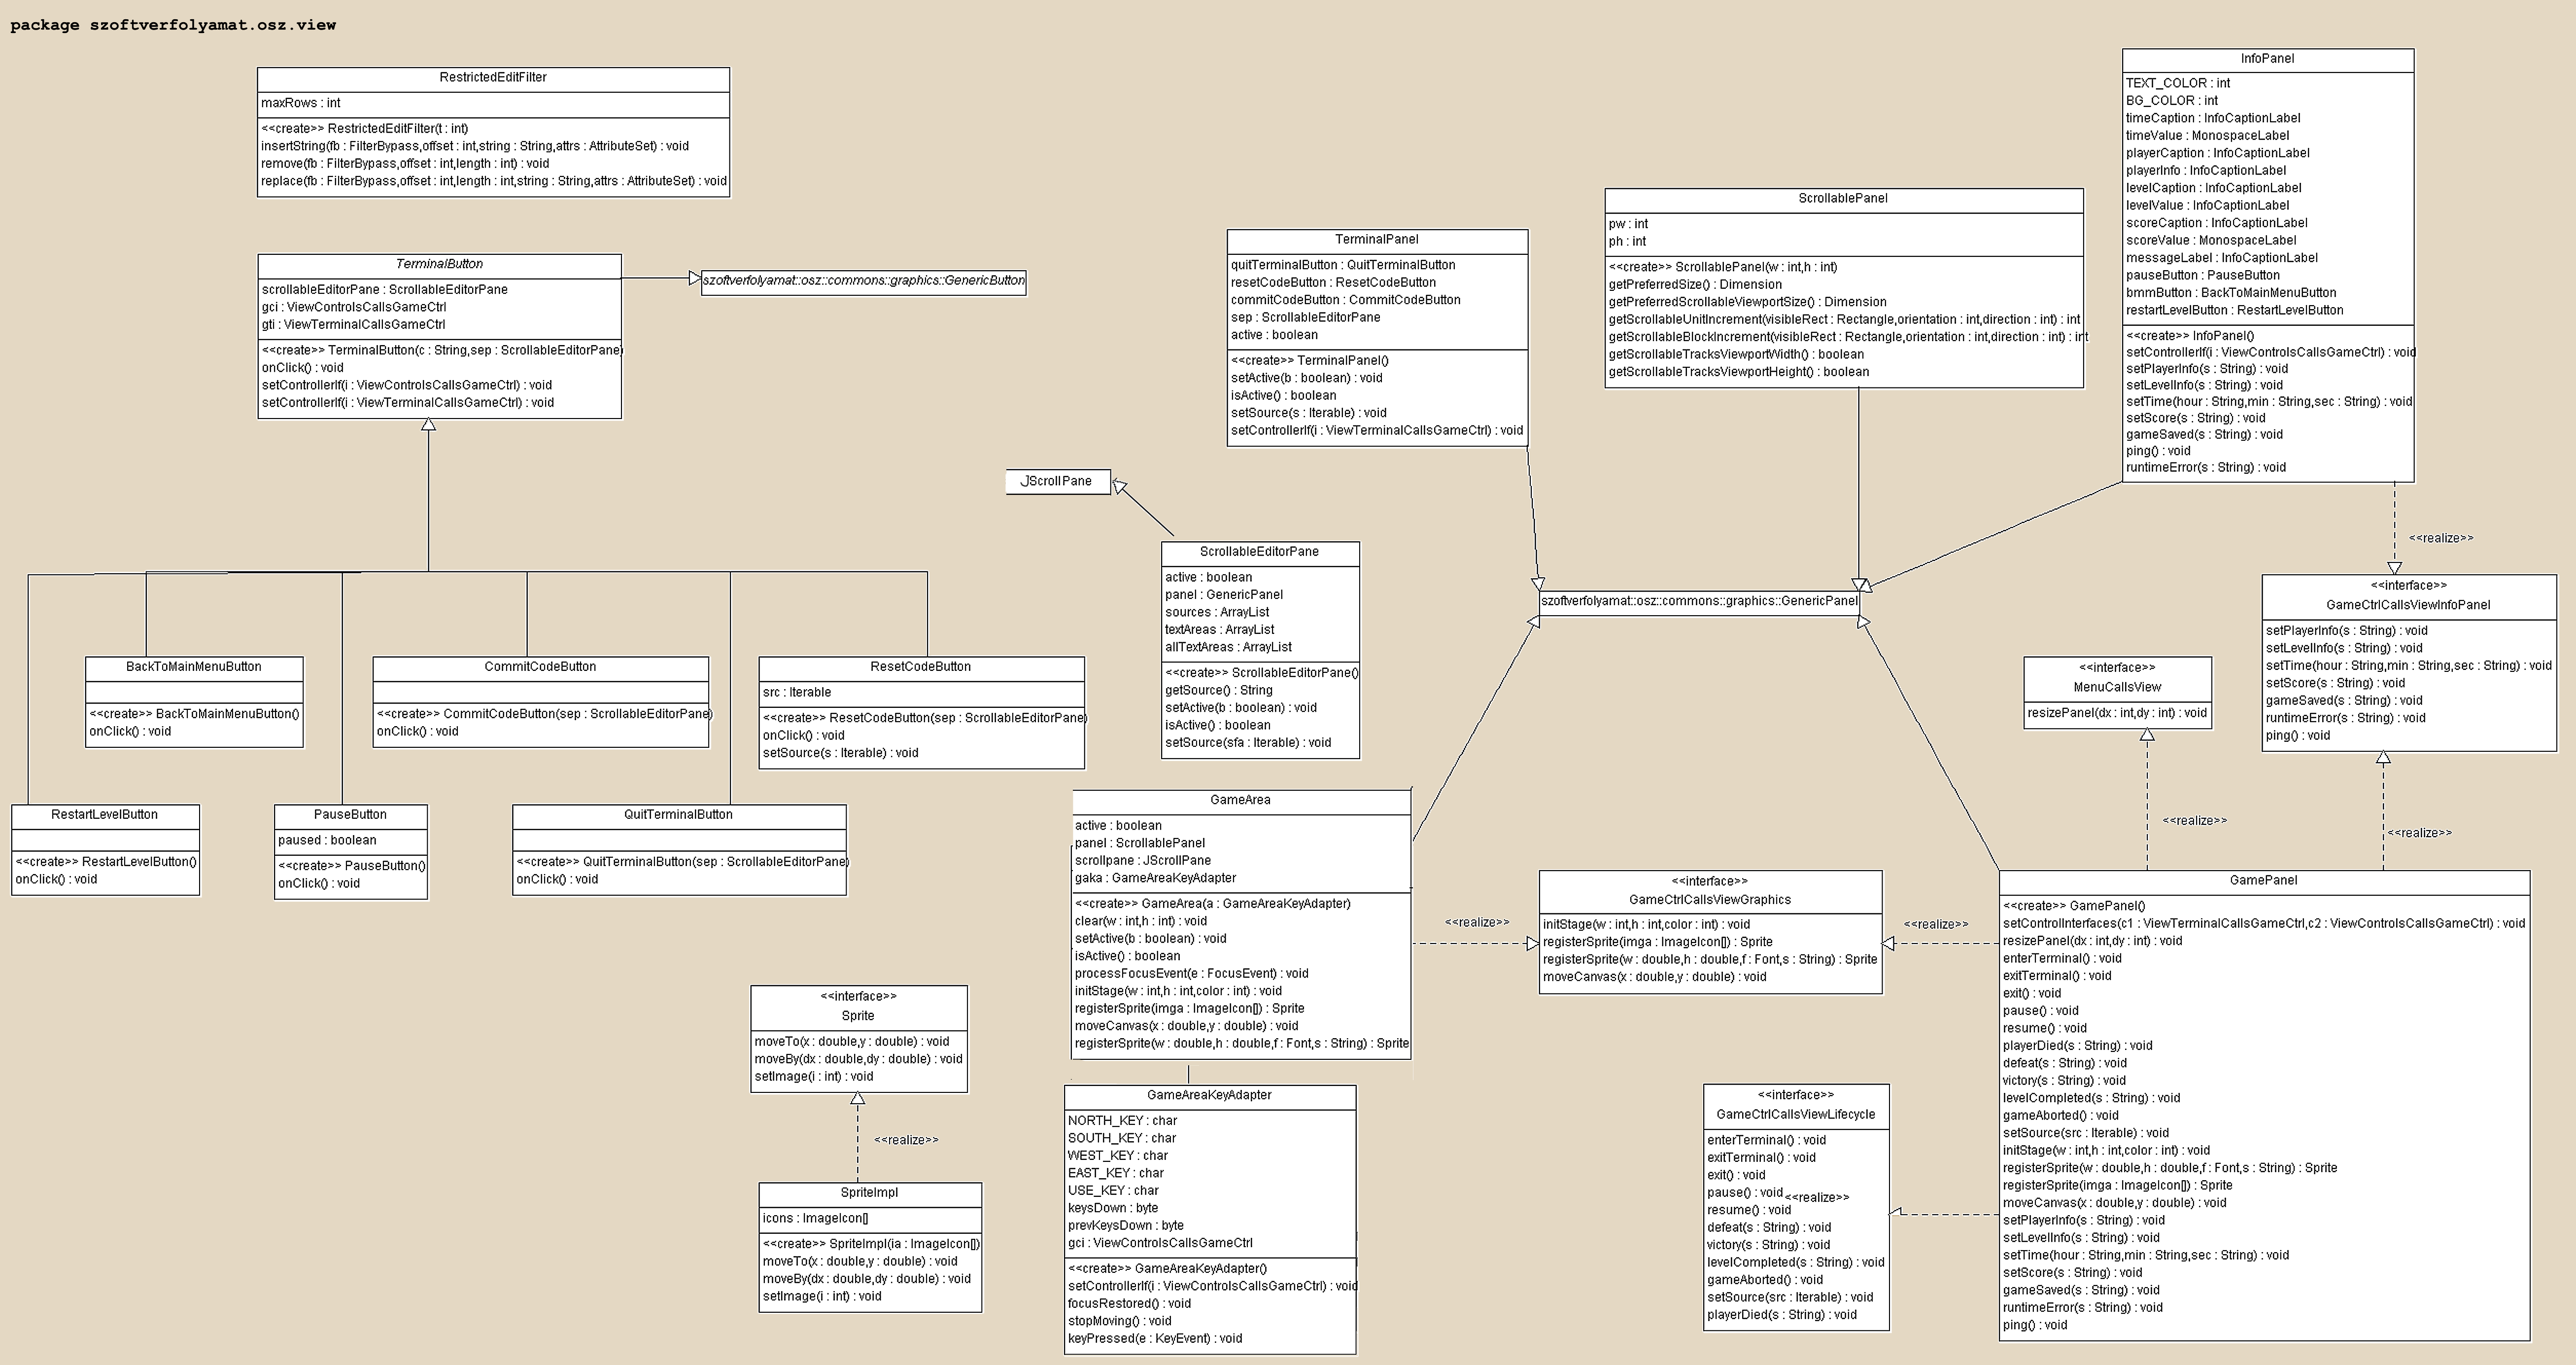 package szoftverfolyamat.osz.view
RestrictedEditFilter
maxRows : int
<<create>> RestrictedEditFilter(t : int)
insertString(fb : FilterBypass,offset : int,string : String,attrs : AttributeSet) : void
remove(fb : FilterBypass,offset : int,length : int) : void
replace(fb : FilterBypass,offset : int,length : int,string : String,attrs : AttributeSet) : void
TerminalButton
scrollableEditorPane : ScrollableEditorPane
gci : ViewControlsCallsGameCtrl
gti : ViewTerminalCallsGameCtrl
<<create>> TerminalButton(c : String,sep : ScrollableEditorPane)
onClick() : void
setControllerIf(i : ViewControlsCallsGameCtrl) : void
setControllerIf(i : ViewTerminalCallsGameCtrl) : void
szoftverfolyamat::osz::commons::graphics::GenericButton
BackToMainMenuButton
<<create>> BackToMainMenuButton()
onClick() : void
CommitCodeButton
<<create>> CommitCodeButton(sep : ScrollableEditorPane)
onClick() : void
ResetCodeButton
src : Iterable
<<create>> ResetCodeButton(sep : ScrollableEditorPane)
onClick() : void
setSource(s : Iterable) : void
RestartLevelButton
<<create>> RestartLevelButton()
onClick() : void
PauseButton
paused : boolean
<<create>> PauseButton()
onClick() : void
QuitTerminalButton
<<create>> QuitTerminalButton(sep : ScrollableEditorPane)
onClick() : void
TerminalPanel
quitTerminalButton : QuitTerminalButton
resetCodeButton : ResetCodeButton
commitCodeButton : CommitCodeButton
sep : ScrollableEditorPane
active : boolean
<<create>> TerminalPanel()
setActive(b : boolean) : void
isActive() : boolean
setSource(s : Iterable) : void
setControllerIf(i : ViewTerminalCallsGameCtrl) : void
ScrollablePanel
pw : int
ph : int
<<create>> ScrollablePanel(w : int,h : int)
getPreferredSize() : Dimension
getPreferredScrollableViewportSize() : Dimension
getScrollableUnitIncrement(visibleRect : Rectangle,orientation : int,direction : int) : int
getScrollableBlockIncrement(visibleRect : Rectangle,orientation : int,direction : int) : int
getScrollableTracksViewportWidth() : boolean
getScrollableTracksViewportHeight() : boolean
InfoPanel
TEXT_COLOR : int
BG_COLOR : int
timeCaption : InfoCaptionLabel
timeValue : MonospaceLabel
playerCaption : InfoCaptionLabel
playerInfo : InfoCaptionLabel
levelCaption : InfoCaptionLabel
levelValue : InfoCaptionLabel
scoreCaption : InfoCaptionLabel
scoreValue : MonospaceLabel
messageLabel : InfoCaptionLabel
pauseButton : PauseButton
bmmButton : BackToMainMenuButton
restartLevelButton : RestartLevelButton
<<create>> InfoPanel()
setControllerIf(i : ViewControlsCallsGameCtrl) : void
setPlayerInfo(s : String) : void
setLevelInfo(s : String) : void
setTime(hour : String,min : String,sec : String) : void
setScore(s : String) : void
gameSaved(s : String) : void
ping() : void
runtimeError(s : String) : void
JScrollPane
ScrollableEditorPane
active : boolean
panel : GenericPanel
sources : ArrayList
textAreas : ArrayList
allTextAreas : ArrayList
<<create>> ScrollableEditorPane()
getSource() : String
setActive(b : boolean) : void
isActive() : boolean
setSource(sfa : Iterable) : void
szoftverfolyamat::osz::commons::graphics::GenericPanel
<<realize>>
<<interface>>
GameCtrlCallsViewInfoPanel
setPlayerInfo(s : String) : void
setLevelInfo(s : String) : void
setTime(hour : String,min : String,sec : String) : void
setScore(s : String) : void
gameSaved(s : String) : void
runtimeError(s : String) : void
ping() : void
<<interface>>
MenuCallsView
resizePanel(dx : int,dy : int) : void
<<realize>>
<<realize>>
GameArea
active : boolean
panel : ScrollablePanel
scrollpane : JScrollPane
gaka : GameAreaKeyAdapter
<<create>> GameArea(a : GameAreaKeyAdapter)
clear(w : int,h : int) : void
setActive(b : boolean) : void
isActive() : boolean
processFocusEvent(e : FocusEvent) : void
initStage(w : int,h : int,color : int) : void
registerSprite(imga : ImageIcon[]) : Sprite
moveCanvas(x : double,y : double) : void
registerSprite(w : double,h : double,f : Font,s : String) : Sprite
<<realize>>
<<interface>>
GameCtrlCallsViewGraphics
initStage(w : int,h : int,color : int) : void
registerSprite(imga : ImageIcon[]) : Sprite
registerSprite(w : double,h : double,f : Font,s : String) : Sprite
moveCanvas(x : double,y : double) : void
<<realize>>
GamePanel
<<create>> GamePanel()
setControlInterfaces(c1 : ViewTerminalCallsGameCtrl,c2 : ViewControlsCallsGameCtrl) : void
resizePanel(dx : int,dy : int) : void
enterTerminal() : void
exitTerminal() : void
exit() : void
pause() : void
resume() : void
playerDied(s : String) : void
defeat(s : String) : void
victory(s : String) : void
levelCompleted(s : String) : void
gameAborted() : void
setSource(src : Iterable) : void
initStage(w : int,h : int,color : int) : void
registerSprite(w : double,h : double,f : Font,s : String) : Sprite
registerSprite(imga : ImageIcon[]) : Sprite
moveCanvas(x : double,y : double) : void
setPlayerInfo(s : String) : void
setLevelInfo(s : String) : void
setTime(hour : String,min : String,sec : String) : void
setScore(s : String) : void
gameSaved(s : String) : void
runtimeError(s : String) : void
ping() : void
<<interface>>
Sprite
moveTo(x : double,y : double) : void
moveBy(dx : double,dy : double) : void
setImage(i : int) : void
<<realize>>
SpriteImpl
icons : ImageIcon[]
<<create>> SpriteImpl(ia : ImageIcon[])
moveTo(x : double,y : double) : void
moveBy(dx : double,dy : double) : void
setImage(i : int) : void
GameAreaKeyAdapter
NORTH_KEY : char
SOUTH_KEY : char
WEST_KEY : char
EAST_KEY : char
USE_KEY : char
keysDown : byte
prevKeysDown : byte
gci : ViewControlsCallsGameCtrl
<<create>> GameAreaKeyAdapter()
setControllerIf(i : ViewControlsCallsGameCtrl) : void
focusRestored() : void
stopMoving() : void
keyPressed(e : KeyEvent) : void
<<interface>>
GameCtrlCallsViewLifecycle
enterTerminal() : void
exitTerminal() : void
exit() : void
pause() : void
<<realize>>
resume() : void
defeat(s : String) : void
victory(s : String) : void
levelCompleted(s : String) : void
gameAborted() : void
setSource(src : Iterable) : void
playerDied(s : String) : void